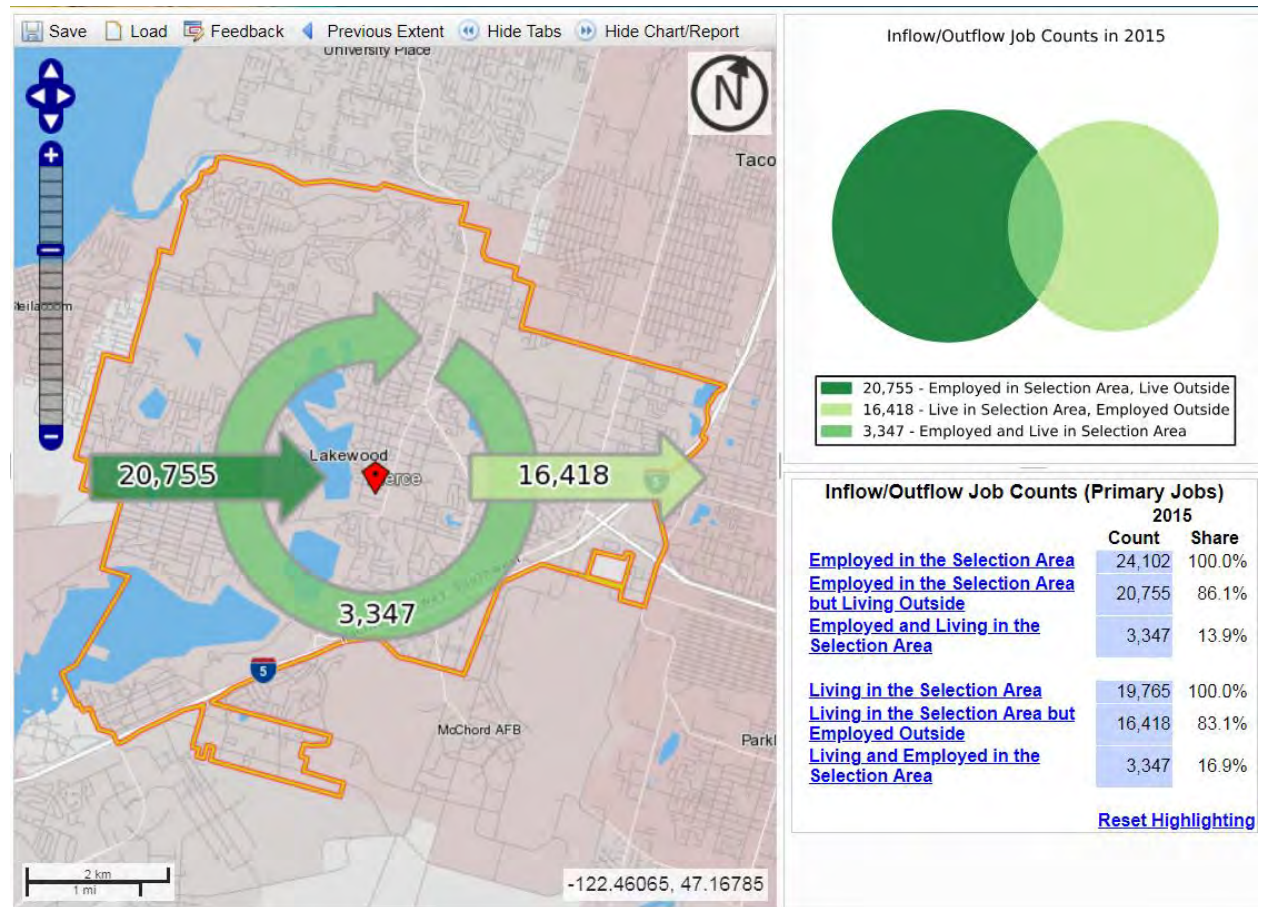 Save Load Feedback Previous Extent Hide Tabs Hide Chart/Report
University Place
N
Taco
Lakewood
20,755
16,418
5
3,347
5
McChord AFB
Parkl
2 km
1 mi
-122.46065, 47.16785
Inflow/Outflow Job Counts in 2015
20,755 - Employed in Selection Area, Live Outside
16,418 - Live in Selection Area, Employed Outside
3,347 - Employed and Live in Selection Area
Inflow/Outflow Job Counts (Primary Jobs)
2015
Count Share
Employed in the Selection Area 24,102 100.0%
Employed in the Selection Area
but Living Outside 20,755 86.1%
Employed and Living in the
Selection Area 3,347 13.9%
Living in the Selection Area 19,765 100.0%
Living in the Selection Area but
Employed Outside 16,418 83.1%
Living and Employed in the
Selection Area 3,347 16.9%
Reset Highlighting